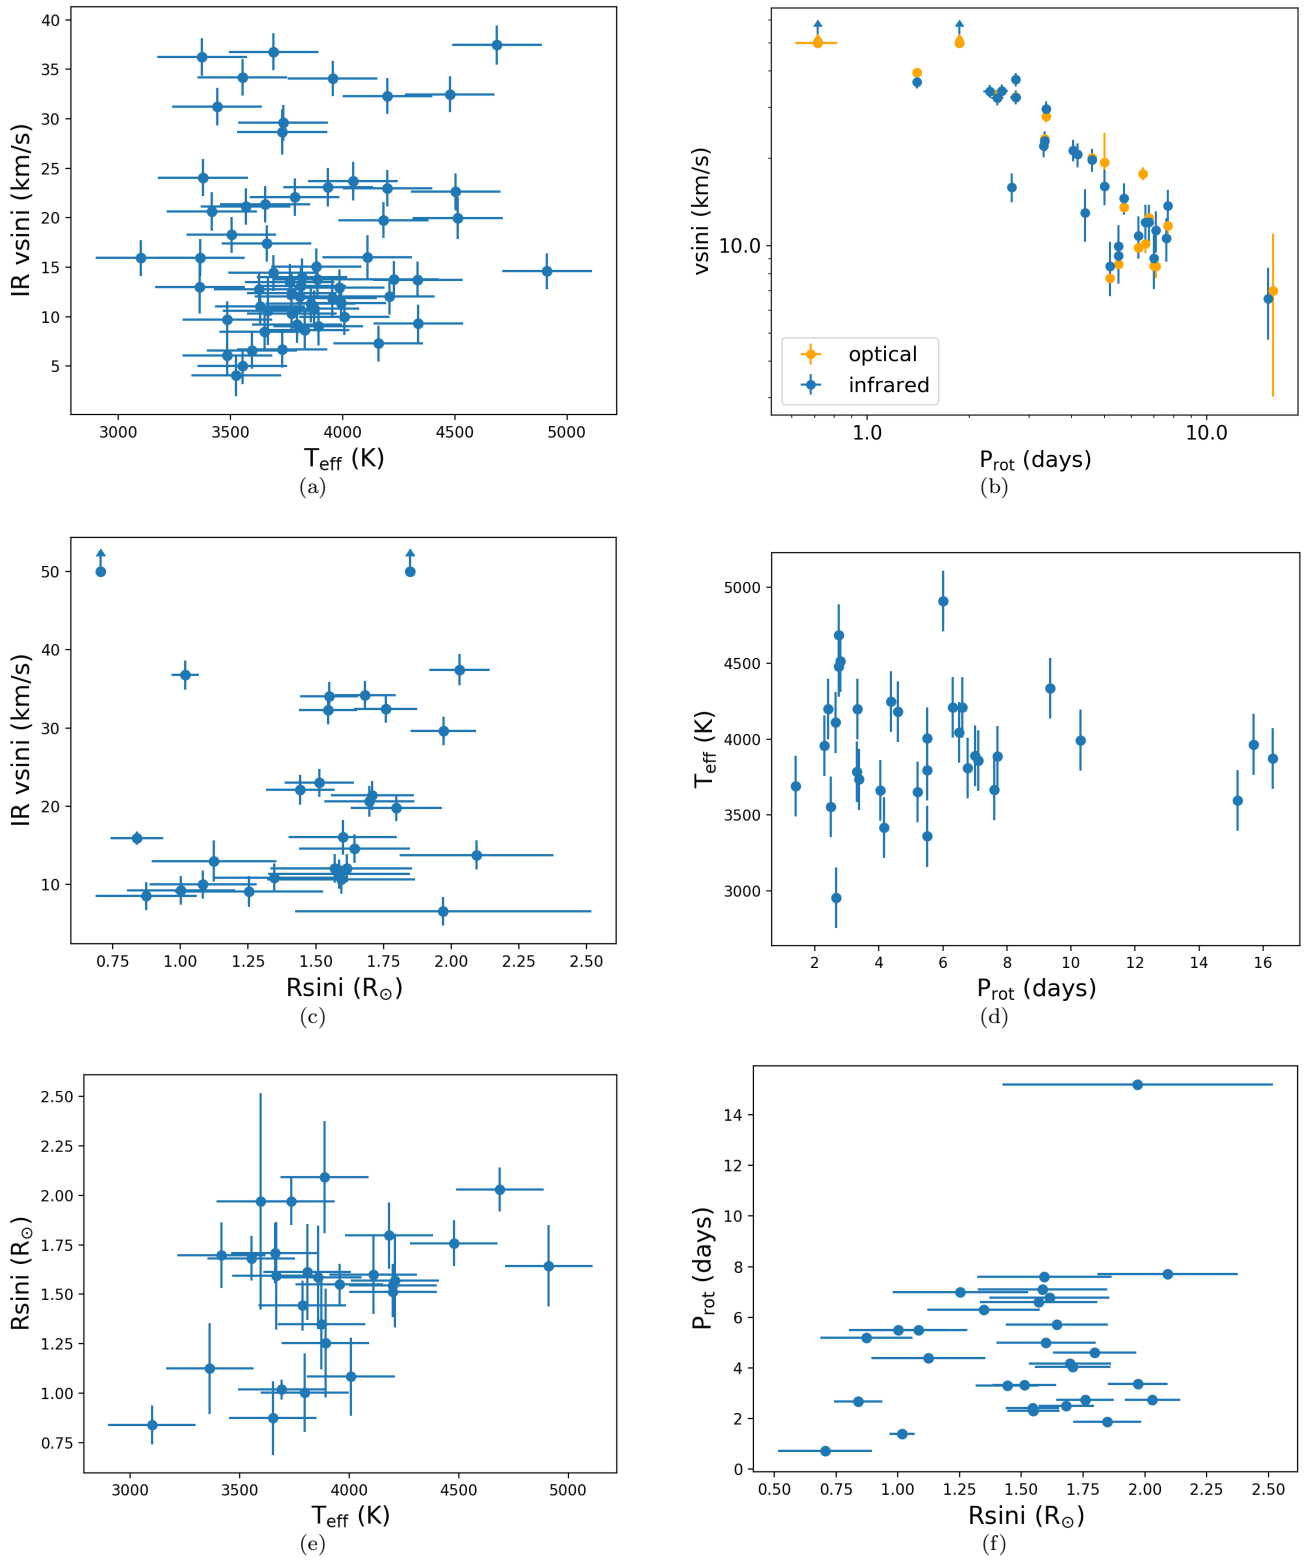 40
35
30
25
20
15
10
5
IR vsini (km/s)
3000 3500 4000 4500 5000
T_eff (K)
(a)
10.0
vsini (km/s)
optical
infrared
1.0 10.0
P_rot (days)
(b)
50
40
30
20
10
IR vsini (km/s)
0.75 1.00 1.25 1.50 1.75 2.00 2.25 2.50
Rsini (R⊙)
(c)
5000
4500
4000
3500
3000
T_eff (K)
2 4 6 8 10 12 14 16
P_rot (days)
(d)
2.50
2.25
2.00
1.75
1.50
1.25
1.00
0.75
Rsini (R⊙)
3000 3500 4000 4500 5000
T_eff (K)
(e)
14
12
10
8
6
4
2
0
P_rot (days)
0.50 0.75 1.00 1.25 1.50 1.75 2.00 2.25 2.50
Rsini (R⊙)
(f)